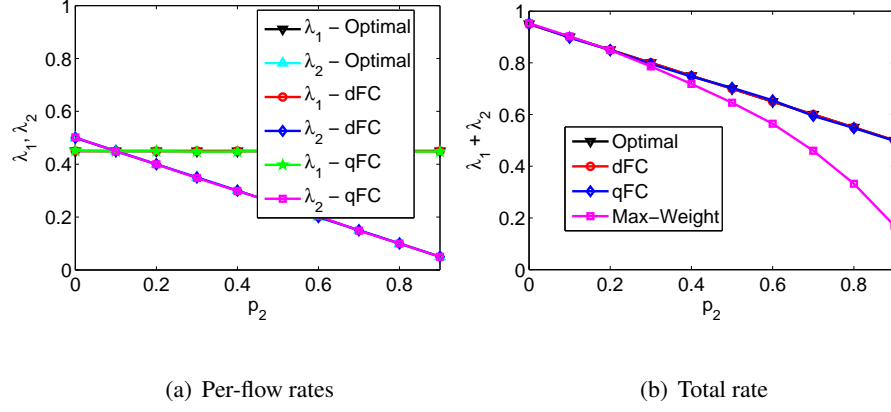 1
0.8
0.6
0.4
0.2
0
λ₁, λ₂
0 0.2 0.4 0.6 0.8
p₂
λ₁ − Optimal
λ₂ − Optimal
λ₁ − dFC
λ₂ − dFC
λ₁ − qFC
λ₂ − qFC
(a) Per-flow rates
1
0.8
0.6
0.4
0.2
0
λ₁ + λ₂
0 0.2 0.4 0.6 0.8
p₂
Optimal
dFC
qFC
Max−Weight
(b) Total rate